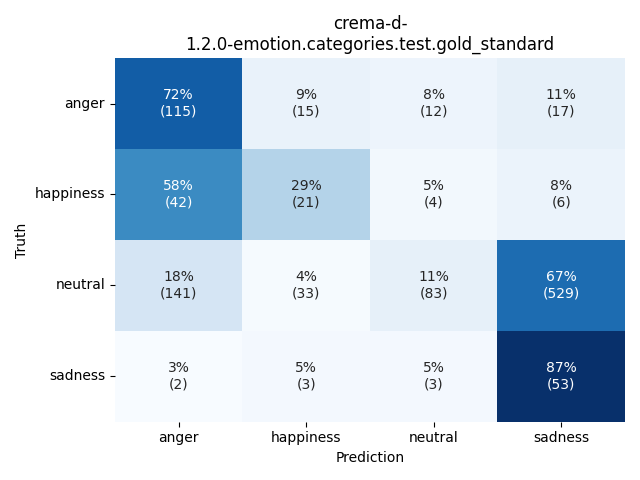 crema-d-
1.2.0-emotion.categories.test.gold_standard
Truth
anger
72%
(115)
9%
(15)
8%
(12)
11%
(17)
happiness
58%
(42)
29%
(21)
5%
(4)
8%
(6)
neutral
18%
(141)
4%
(33)
11%
(83)
67%
(529)
sadness
3%
(2)
5%
(3)
5%
(3)
87%
(53)
anger
happiness
neutral
sadness
Prediction